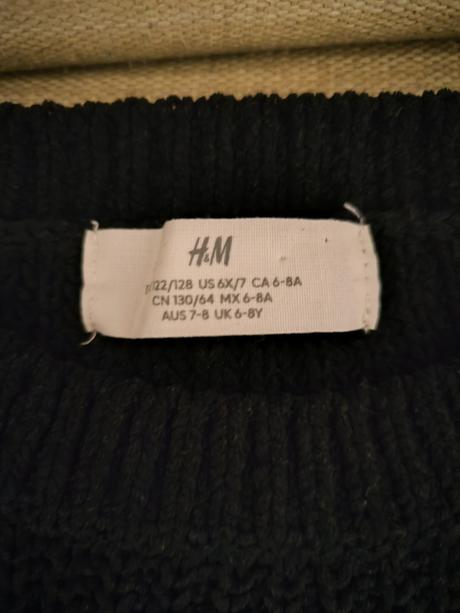 H&M
122/128 US 6X/7 CA 6-8A
CN 130/64 MX 6-8A
AUS 7-8 UK 6-8Y